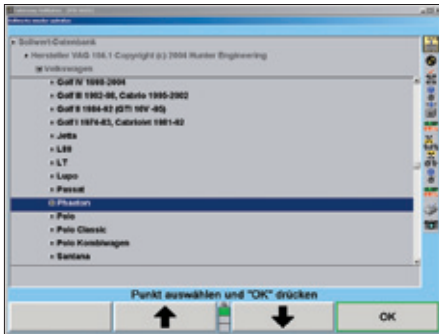 Sollwert-Datenbank
Hersteller VAG 104.1 Copyright (c) 2004 Hunter Engineering
Volkswagen
Golf IV 1998-2004
Golf III 1992-98, Cabrio 1995-2002
Golf II 1984-92 (GTI 16V -85)
Golf I 1974-83, Cabriolet 1981-92
Jetta
L80
LT
Lupo
Passat
Phaeton
Polo
Polo Classic
Polo Kombiwagen
Santana
Punkt auswählen und "OK" drücken
OK